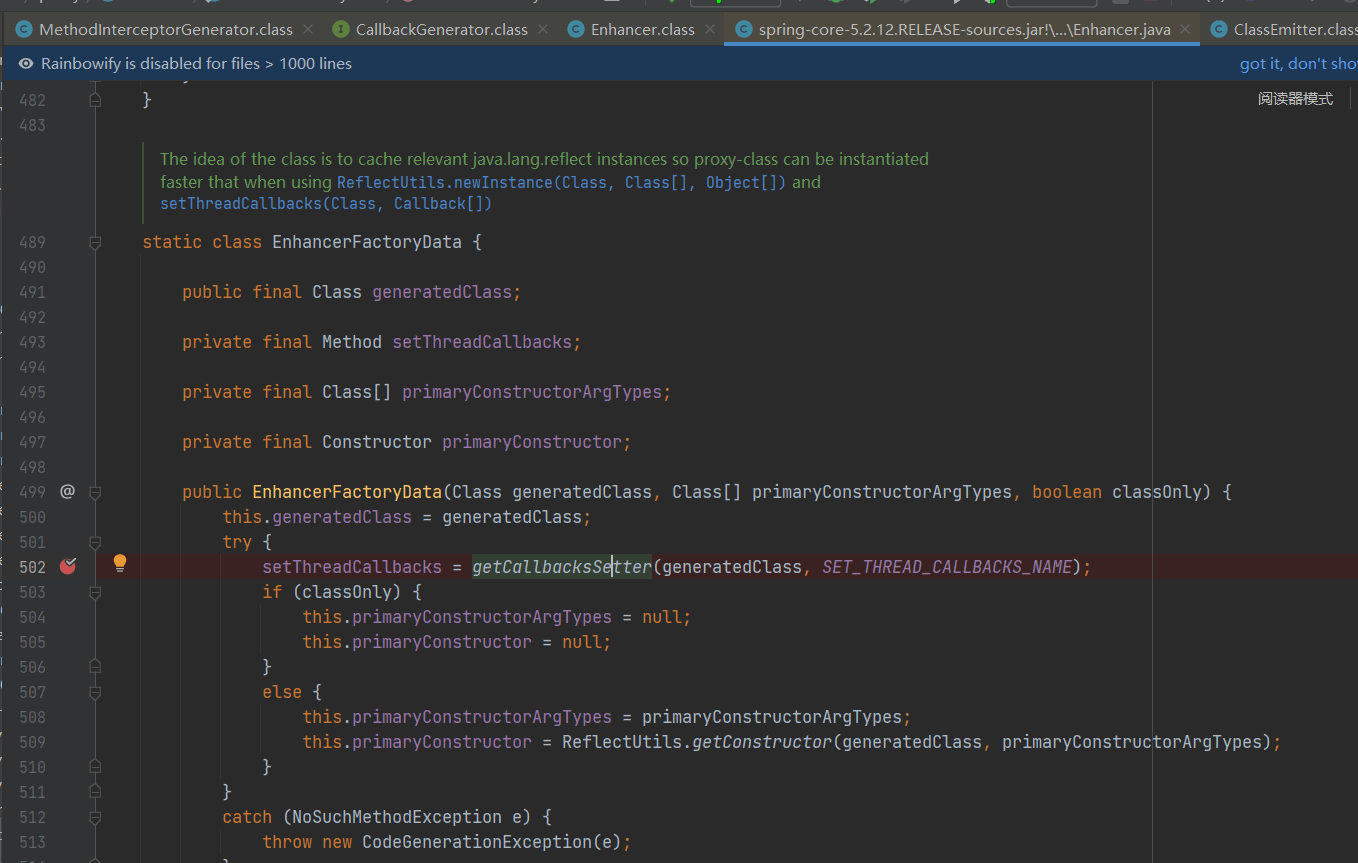 MethodInterceptorGenerator.class CallbackGenerator.class Enhancer.class spring-core-5.2.12.RELEASE-sources.jar!\...\Enhancer.java ClassEmitter.class
Rainbowify is disabled for files > 1000 lines got it, don't sho
阅读器模式
482 }
483
The idea of the class is to cache relevant java.lang.reflect instances so proxy-class can be instantiated
faster that when using ReflectUtils.newInstance(Class, Class[], Object[]) and
setThreadCallbacks(Class, Callback[])
489 static class EnhancerFactoryData {
490
491 public final Class generatedClass;
492
493 private final Method setThreadCallbacks;
494
495 private final Class[] primaryConstructorArgTypes;
496
497 private final Constructor primaryConstructor;
498
499 @ public EnhancerFactoryData(Class generatedClass, Class[] primaryConstructorArgTypes, boolean classOnly) {
500 this.generatedClass = generatedClass;
501 try {
502 setThreadCallbacks = getCallbacksSetter(generatedClass, SET_THREAD_CALLBACKS_NAME);
503 if (classOnly) {
504 this.primaryConstructorArgTypes = null;
505 this.primaryConstructor = null;
506 }
507 else {
508 this.primaryConstructorArgTypes = primaryConstructorArgTypes;
509 this.primaryConstructor = ReflectUtils.getConstructor(generatedClass, primaryConstructorArgTypes);
510 }
511 }
512 catch (NoSuchMethodException e) {
513 throw new CodeGenerationException(e);